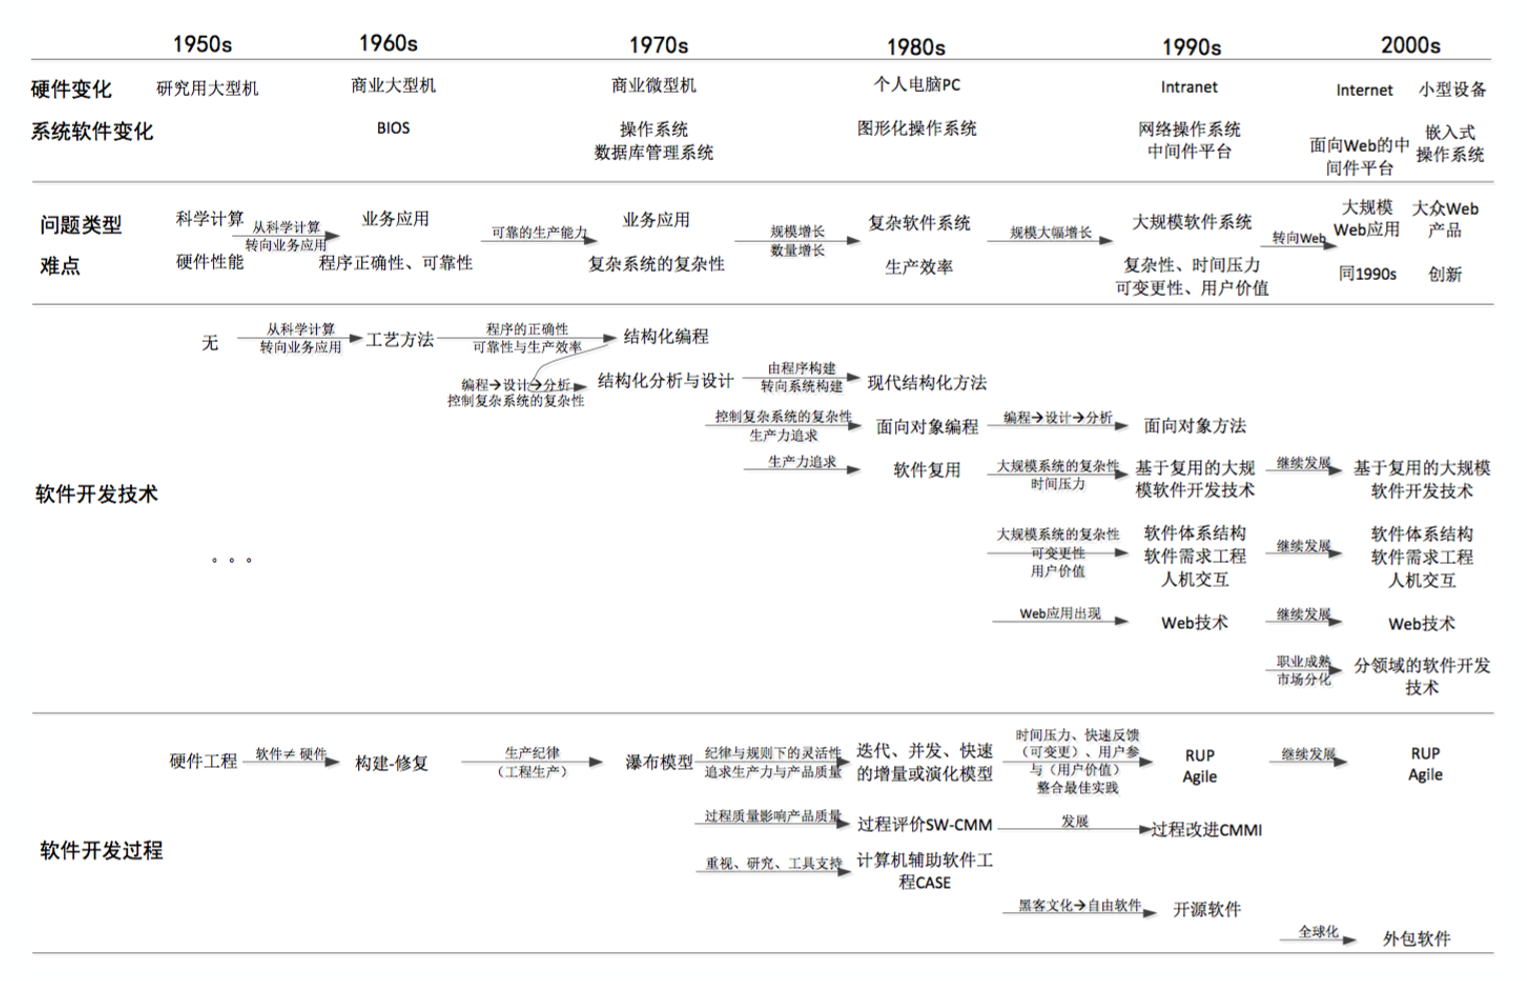 1950s 1960s 1970s 1980s 1990s 2000s
硬件变化 研究用大型机 商业大型机 商业微型机 个人电脑PC Intranet Internet 小型设备
系统软件变化 BIOS 操作系统 图形化操作系统 网络操作系统 面向Web的中 嵌入式
数据库管理系统 中间件平台 间件平台 操作系统
问题类型 科学计算 从科学计算 业务应用 可靠的生产能力 业务应用 规模增长 复杂软件系统 规模大幅增长 大规模软件系统 转向Web 大规模 大众Web
转向业务应用 数量增长 Web应用 产品
难点 硬件性能 程序正确性、可靠性 复杂系统的复杂性 生产效率 复杂性、时间压力 同1990s 创新
可变更性、用户价值
无 从科学计算 工艺方法 程序的正确性 结构化编程
转向业务应用 可靠性与生产效率
编程→设计→分析 结构化分析与设计 由程序构建 现代结构化方法
控制复杂系统的复杂性 转向系统构建
控制复杂系统的复杂性 面向对象编程 编程→设计→分析 面向对象方法
生产力追求
生产力追求 软件复用 大规模系统的复杂性 基于复用的大规 继续发展 基于复用的大规模
时间压力 模软件开发技术 软件开发技术
软件开发技术
大规模系统的复杂性 软件体系结构 继续发展 软件体系结构
。。。 可变更性 软件需求工程 软件需求工程
用户价值 人机交互 人机交互
Web应用出现 Web技术 继续发展 Web技术
职业成熟 分领域的软件开发
市场分化 技术
硬件工程 软件≠ 硬件 构建-修复 生产纪律 瀑布模型 纪律与规则下的灵活性 迭代、并发、快速 时间压力、快速反馈 RUP 继续发展 RUP
（工程生产） 追求生产力与产品质量 的增量或演化模型 （可变更）、用户参 Agile Agile
与（用户价值）
整合最佳实践
过程质量影响产品质量 过程评价SW-CMM 发展 过程改进CMMI
软件开发过程
重视、研究、工具支持 计算机辅助软件工
程CASE
黑客文化→自由软件 开源软件
全球化 外包软件